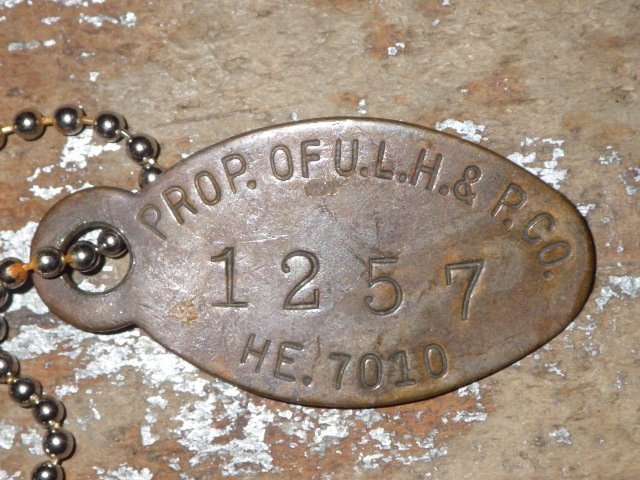 PROP. OF U.L.H. & P. CO.
1257
HE. 7010